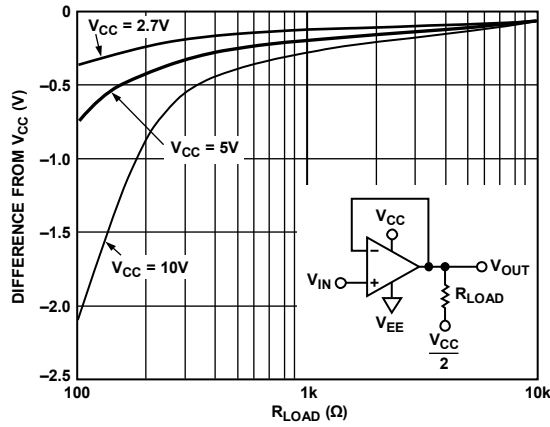 0
–0.5
–1.0
–1.5
–2.0
–2.5
DIFFERENCE FROM VCC (V)
VCC = 2.7V
VCC = 5V
VCC = 10V
VCC
–
VIN
+
VEE
VOUT
RLOAD
VCC
2
100
1k
10k
RLOAD (Ω)